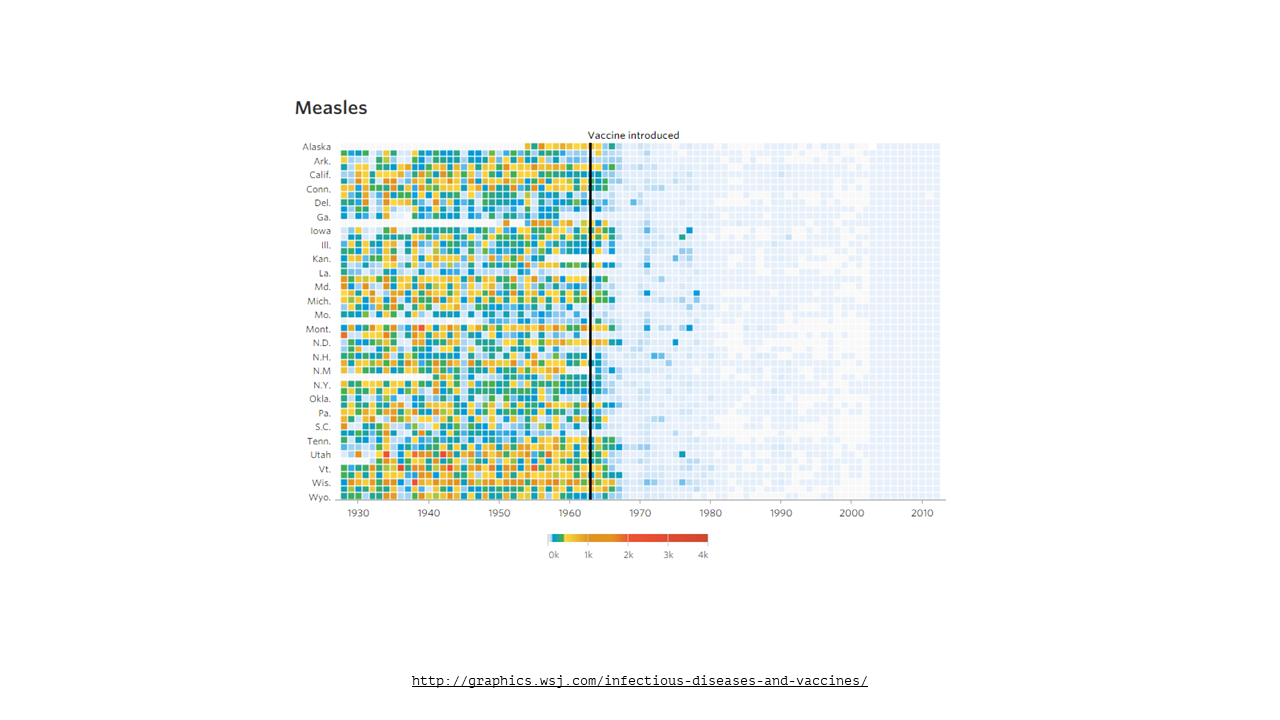 Measles
Vaccine introduced
Alaska
Ark.
Calif.
Conn.
Del.
Ga.
Iowa
Ill.
Kan.
La.
Md.
Mich.
Mo.
Mont.
N.D.
N.H.
N.M
N.Y.
Okla.
Pa.
S.C.
Tenn.
Utah
Vt.
Wis.
Wyo.
1930 1940 1950 1960 1970 1980 1990 2000 2010
0k 1k 2k 3k 4k
http://graphics.wsj.com/infectious-diseases-and-vaccines/